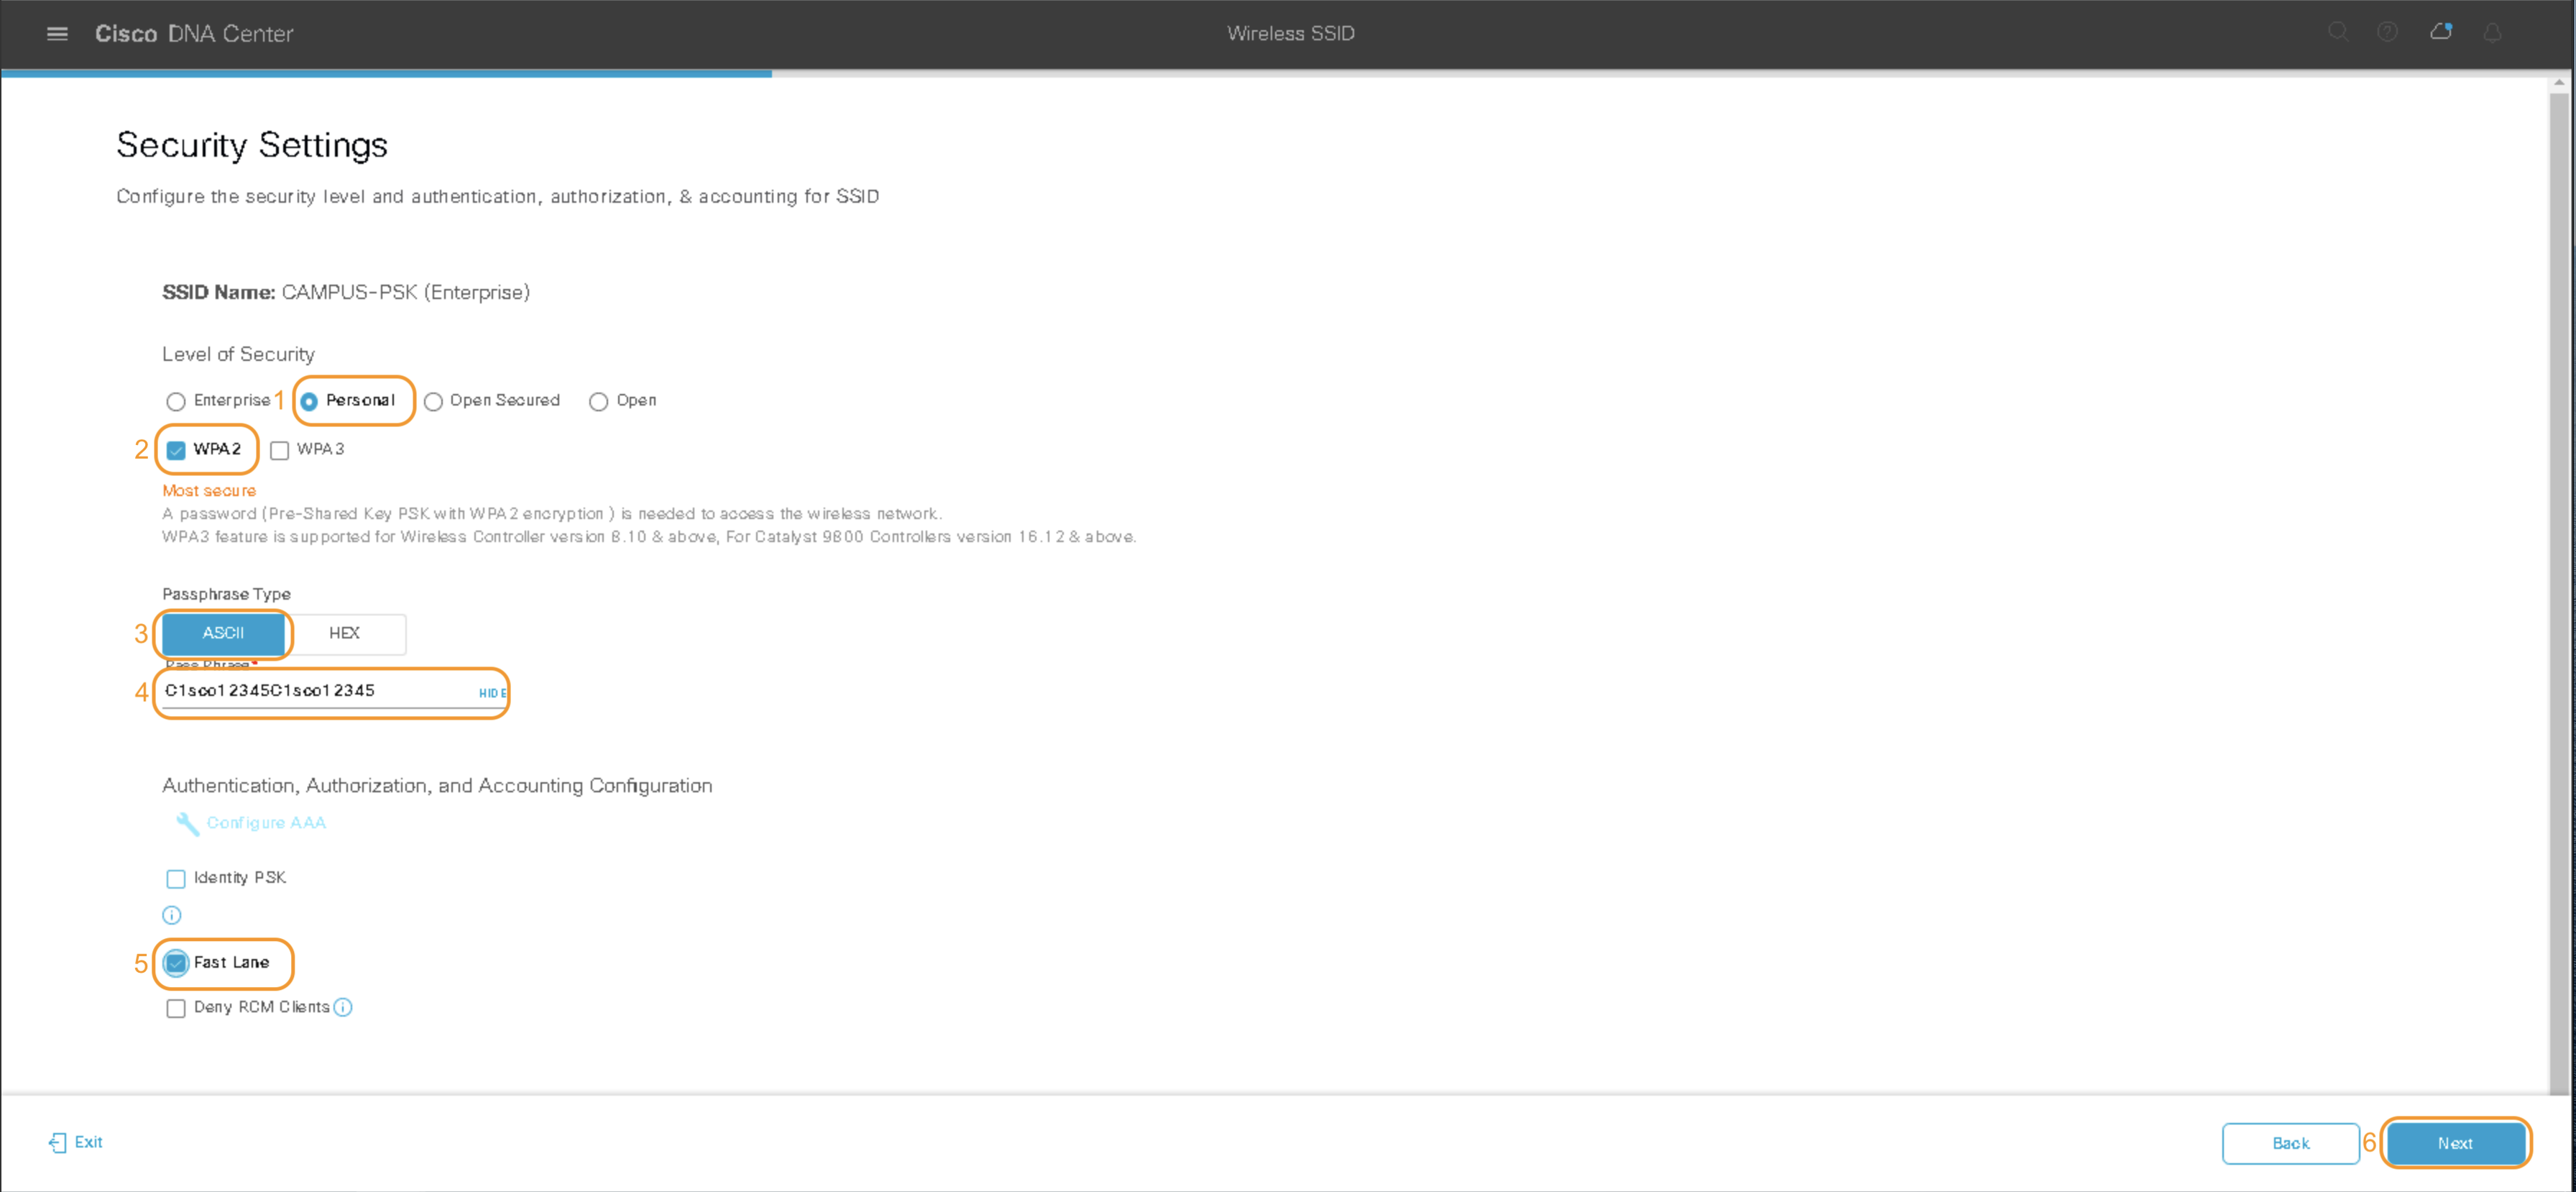 Cisco DNA Center
Wireless SSID
Security Settings
Configure the security level and authentication, authorization, & accounting for SSID
SSID Name: CAMPUS-PSK (Enterprise)
Level of Security
Enterprise 1 Personal Open Secured Open
2 WPA2 WPA3
Most secure
A password (Pre-Shared Key PSK with WPA2 encryption ) is needed to access the wireless network.
WPA3 feature is supported for Wireless Controller version 8.10 & above, For Catalyst 9800 Controllers version 16.12 & above.
Passphrase Type
3 ASCII HEX
Pass Phrase*
4 C1sco12345C1sco12345 HIDE
Authentication, Authorization, and Accounting Configuration
Configure AAA
Identity PSK
5 Fast Lane
Deny RCM Clients
Exit
Back 6 Next